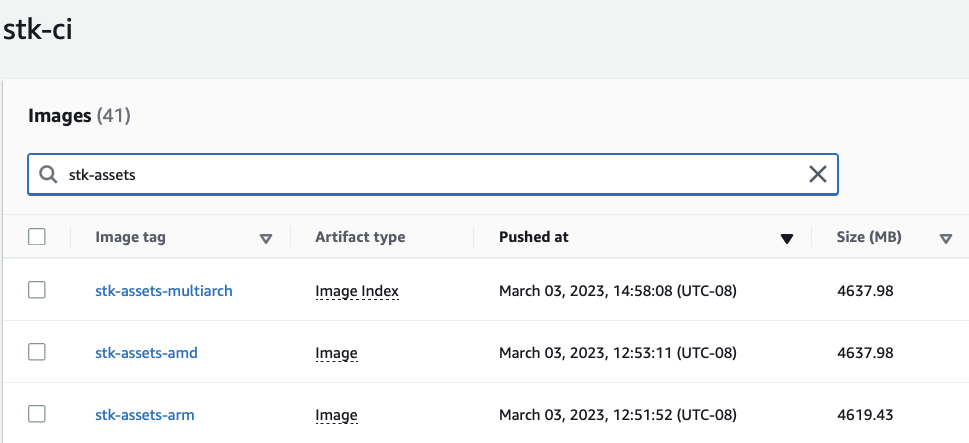 stk-ci
Images (41)
stk-assets
Image tag Artifact type Pushed at Size (MB)
stk-assets-multiarch Image Index March 03, 2023, 14:58:08 (UTC-08) 4637.98
stk-assets-amd Image March 03, 2023, 12:53:11 (UTC-08) 4637.98
stk-assets-arm Image March 03, 2023, 12:51:52 (UTC-08) 4619.43